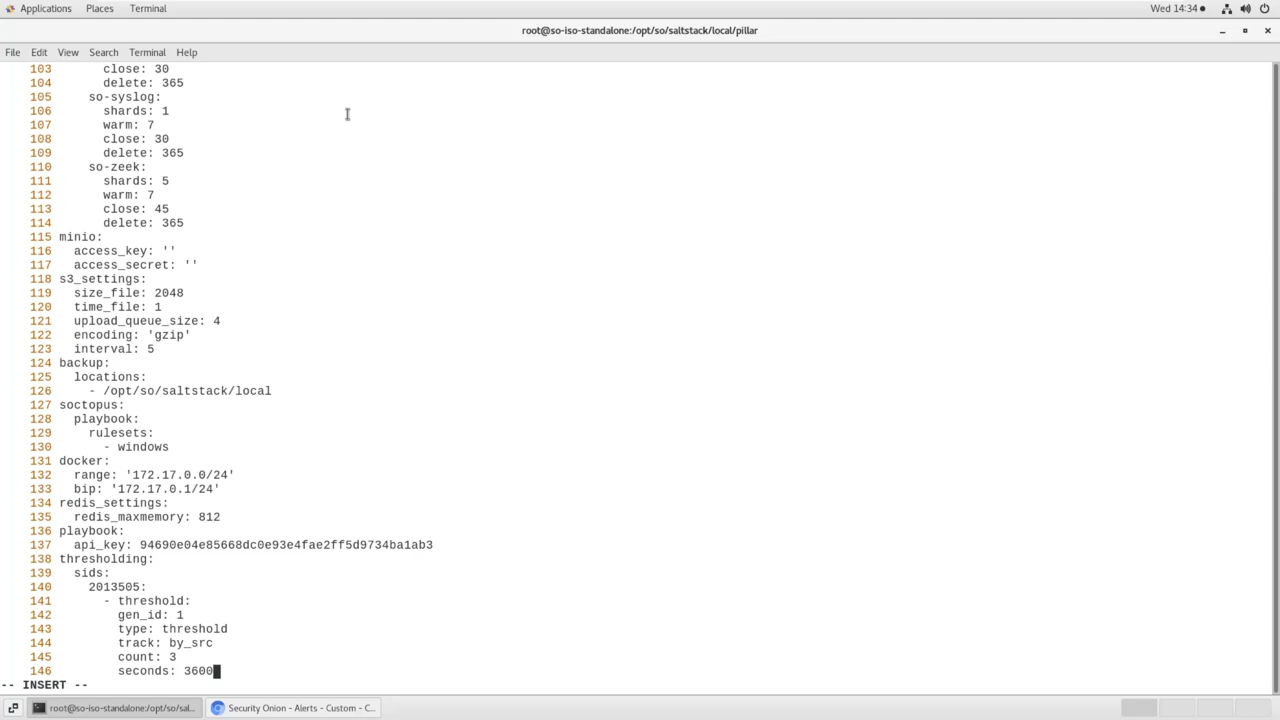 Applications Places Terminal Wed 14:34
root@so-iso-standalone:/opt/so/saltstack/local/pillar
File Edit View Search Terminal Help
103 close: 30
104 delete: 365
105 so-syslog:
106 shards: 1
107 warm: 7
108 close: 30
109 delete: 365
110 so-zeek:
111 shards: 5
112 warm: 7
113 close: 45
114 delete: 365
115 minio:
116 access_key: ''
117 access_secret: ''
118 s3_settings:
119 size_file: 2048
120 time_file: 1
121 upload_queue_size: 4
122 encoding: 'gzip'
123 interval: 5
124 backup:
125 locations:
126 - /opt/so/saltstack/local
127 soctopus:
128 playbook:
129 rulesets:
130 - windows
131 docker:
132 range: '172.17.0.0/24'
133 bip: '172.17.0.1/24'
134 redis_settings:
135 redis_maxmemory: 812
136 playbook:
137 api_key: 94690e04e85668dc0e93e4fae2ff5d9734ba1ab3
138 thresholding:
139 sids:
140 2013505:
141 - threshold:
142 gen_id: 1
143 type: threshold
144 track: by_src
145 count: 3
146 seconds: 3600
-- INSERT --
root@so-iso-standalone:/opt/so/sal... Security Onion - Alerts - Custom - C...